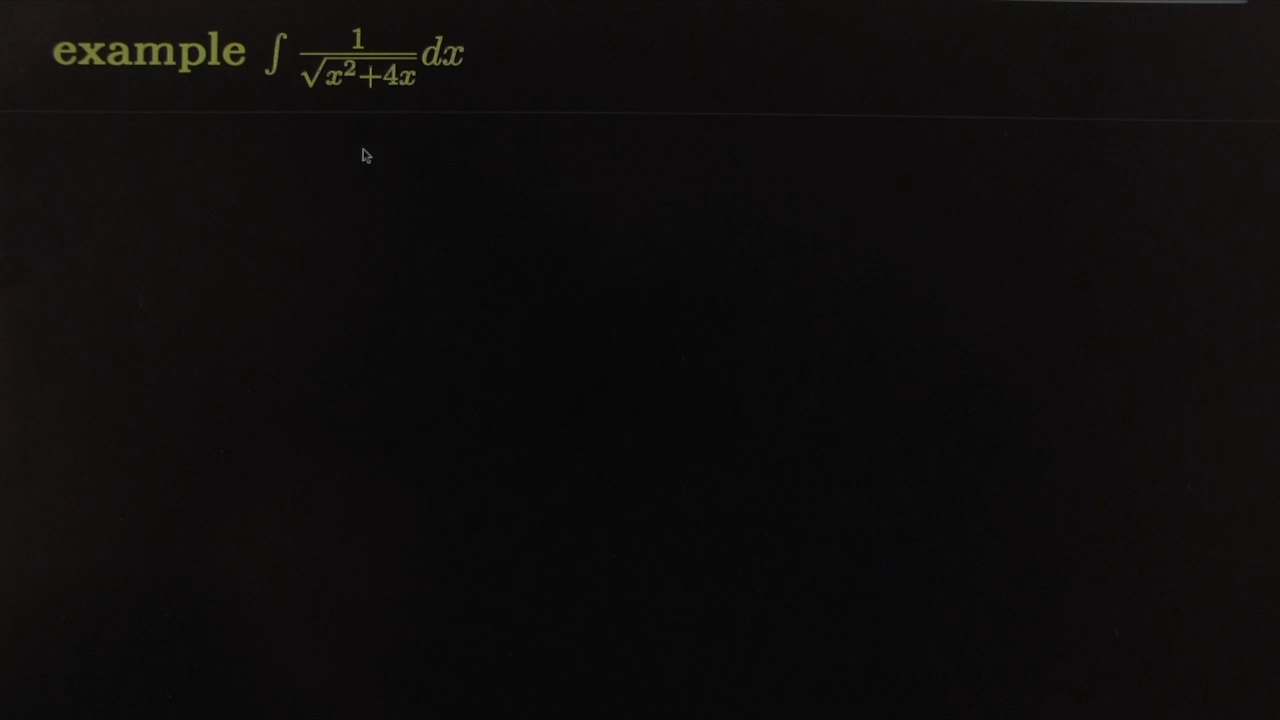 example ∫ 1/√(x²+4x) dx